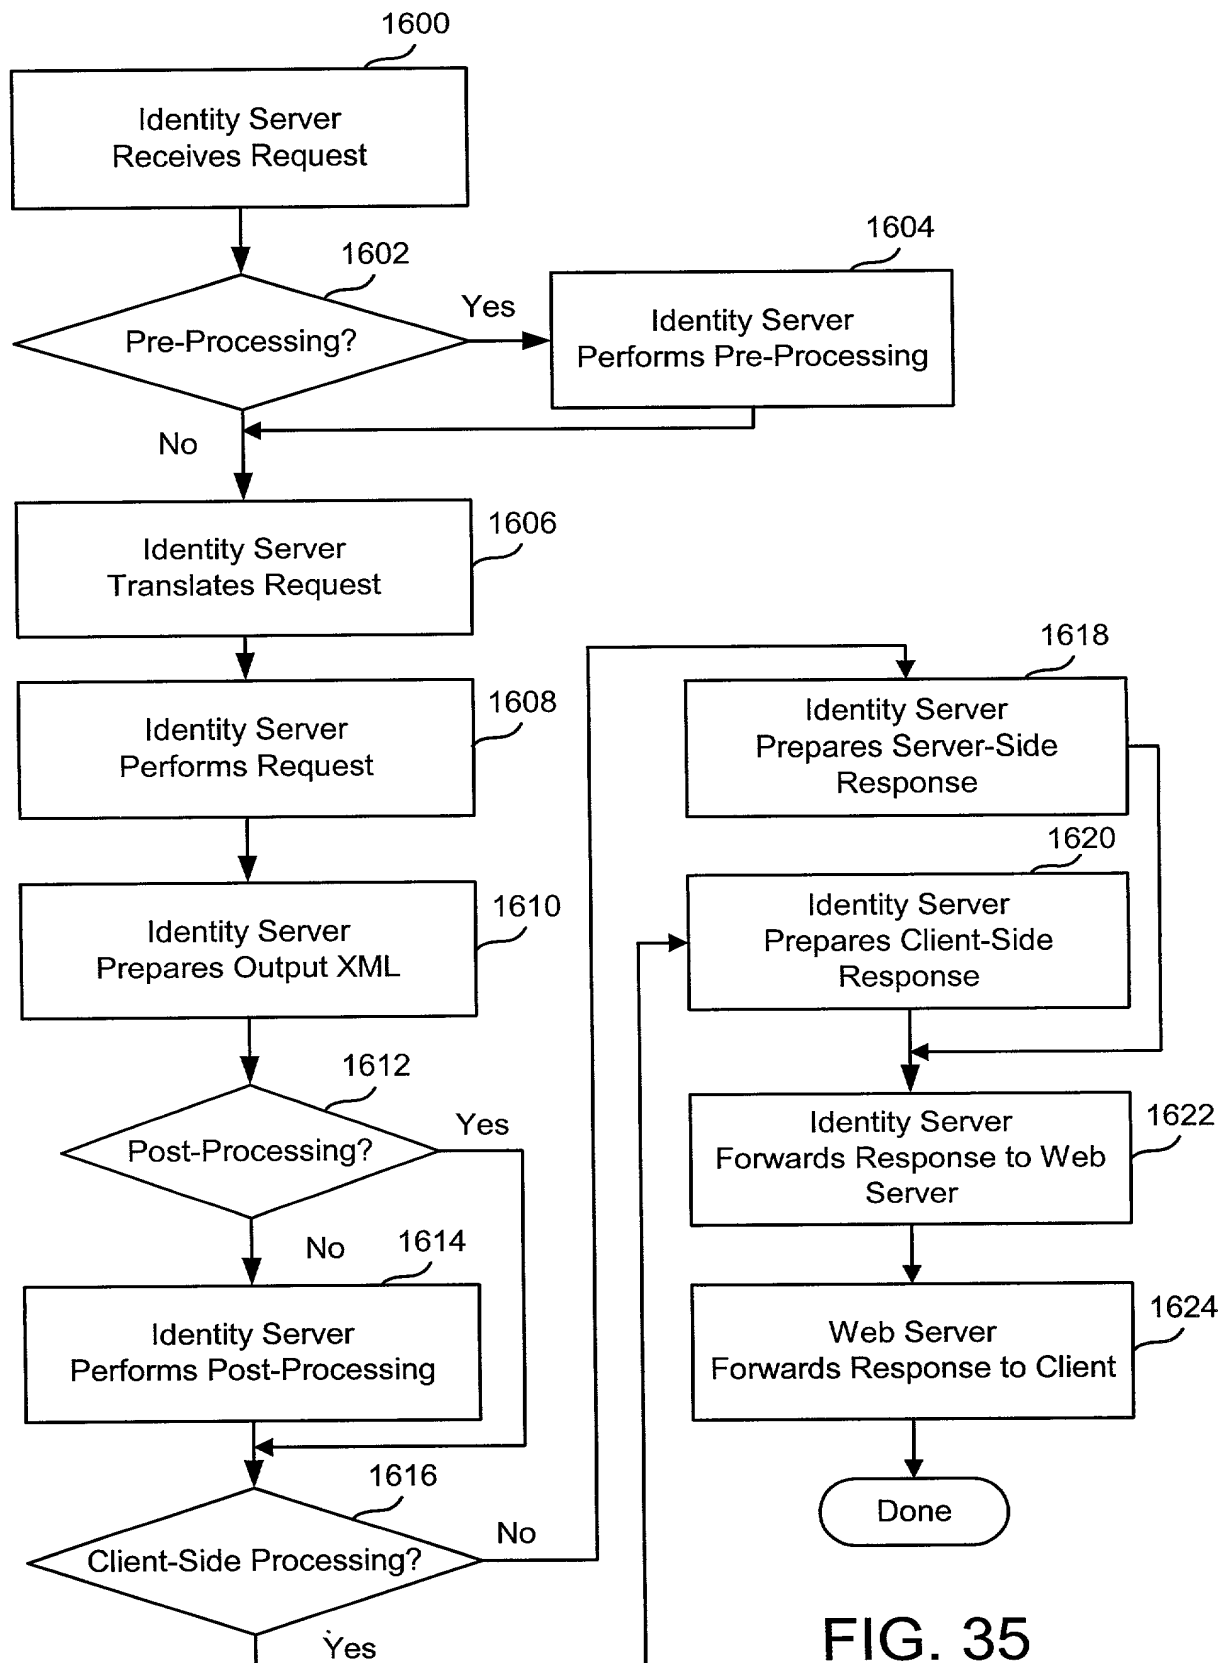 1600
Identity Server
Receives Request
1602
Pre-Processing?
Yes
1604
Identity Server
Performs Pre-Processing
No
1606
Identity Server
Translates Request
1608
Identity Server
Performs Request
1610
Identity Server
Prepares Output XML
1612
Post-Processing?
Yes
No
1614
Identity Server
Performs Post-Processing
1616
Client-Side Processing?
No
Yes
1618
Identity Server
Prepares Server-Side
Response
1620
Identity Server
Prepares Client-Side
Response
1622
Identity Server
Forwards Response to Web
Server
1624
Web Server
Forwards Response to Client
Done
FIG. 35